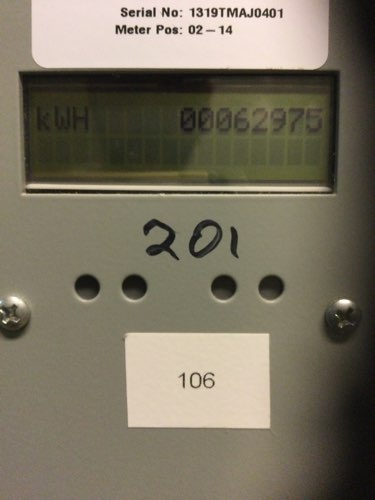 Serial No: 1319TMAJ0401
Meter Pos: 02-14
kWH 00062975
201
106